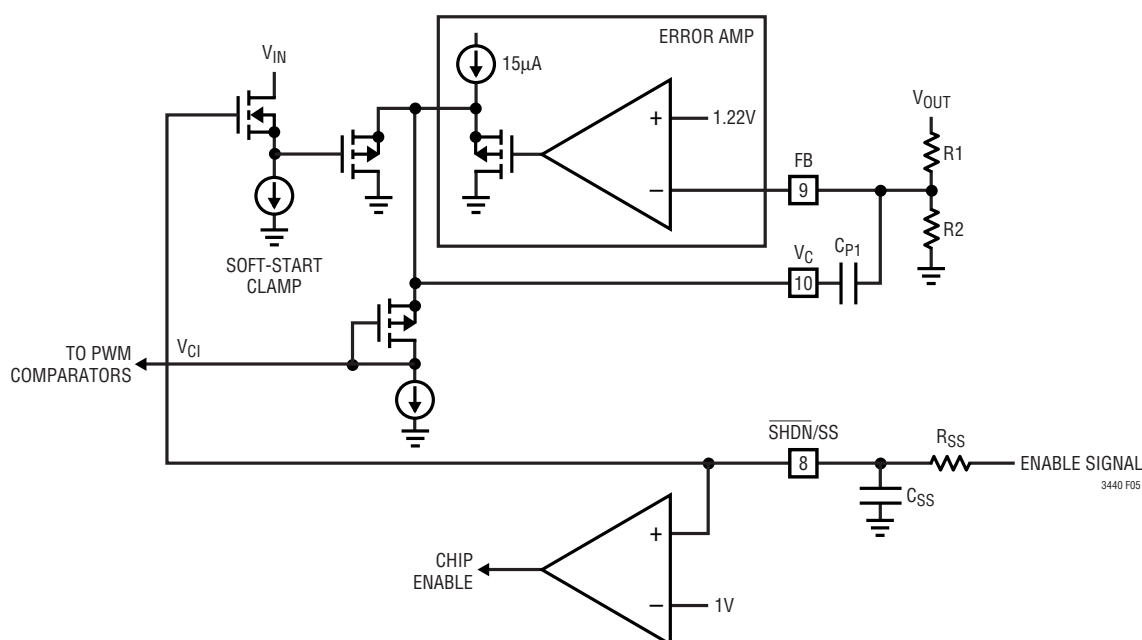 ERROR AMP
V_IN
15µA
V_OUT
+
1.22V
R1
FB
9
−
R2
V_C
C_P1
10
SOFT-START
CLAMP
V_CI
TO PWM
COMPARATORS
SHDN/SS
R_SS
8
ENABLE SIGNAL
3440 F05
C_SS
+
CHIP
ENABLE
−
1V